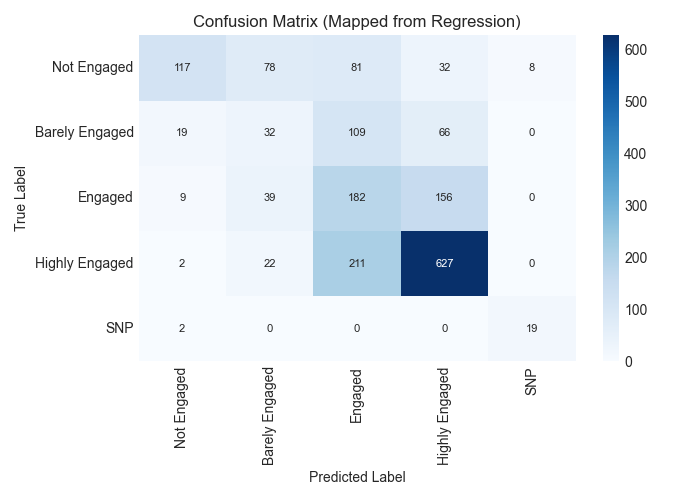 Confusion Matrix (Mapped from Regression)
True Label
Not Engaged 117 78 81 32 8
Barely Engaged 19 32 109 66 0
Engaged 9 39 182 156 0
Highly Engaged 2 22 211 627 0
SNP 2 0 0 0 19
Not Engaged
Barely Engaged
Engaged
Highly Engaged
SNP
Predicted Label
600
500
400
300
200
100
0